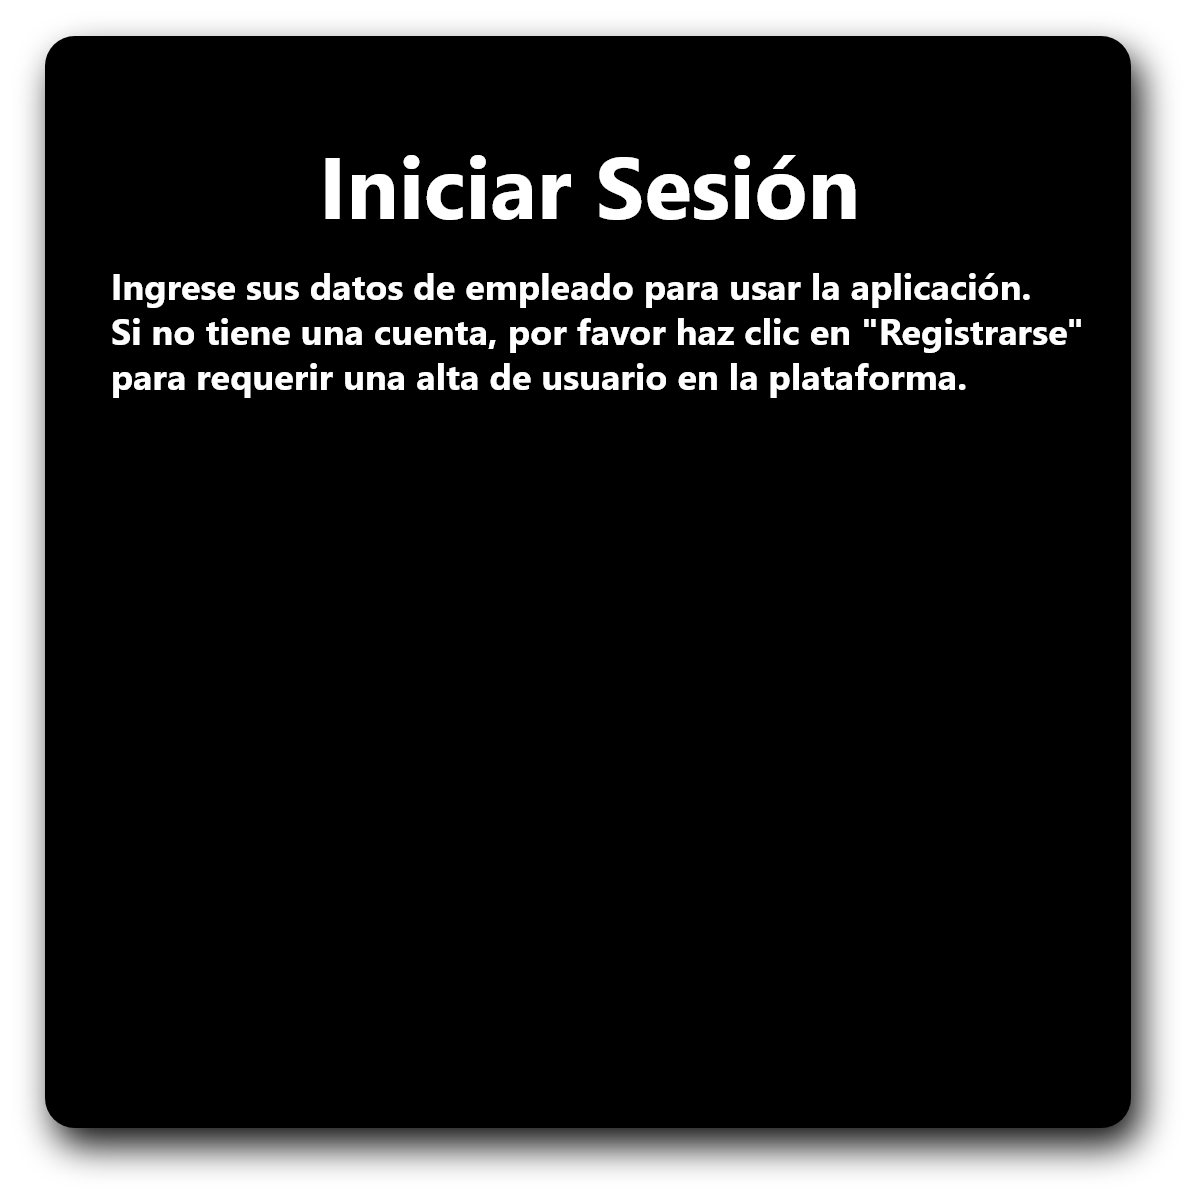 Iniciar Sesión
Ingrese sus datos de empleado para usar la aplicación.
Si no tiene una cuenta, por favor haz clic en "Registrarse"
para requerir una alta de usuario en la plataforma.